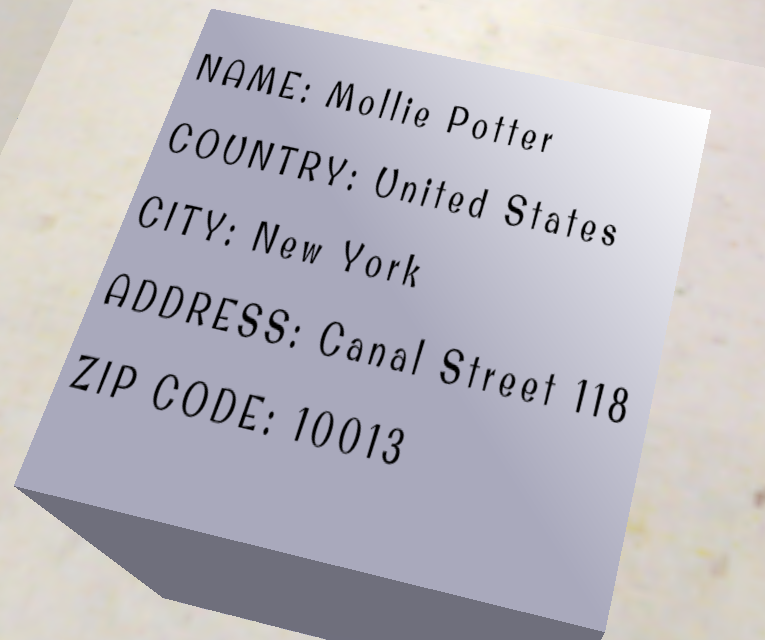 NAME: Mollie Potter
COUNTRY: United States
CITY: New York
ADDRESS: Canal Street 118
ZIP CODE: 10013